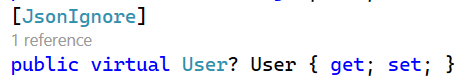 [JsonIgnore]
1 reference
public virtual User? User { get; set; }